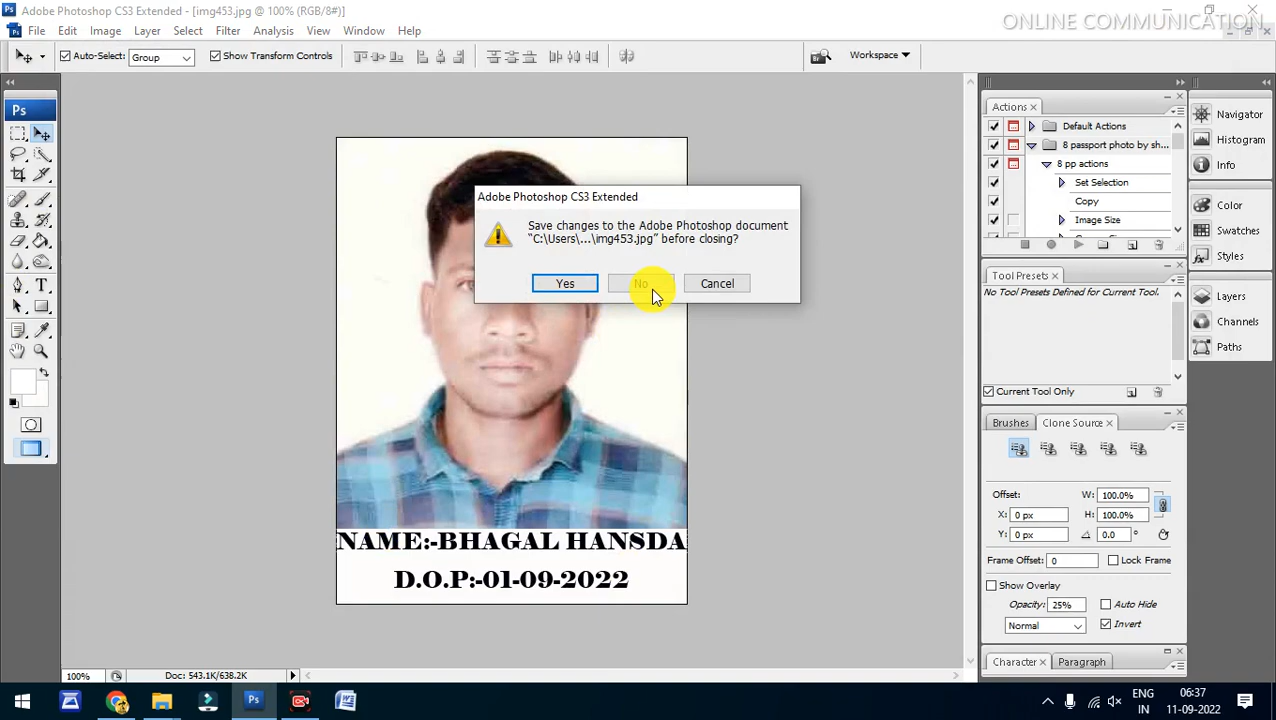 Adobe Photoshop CS3 Extended - [img453.jpg @ 100% (RGB/8#)]
ONLINE COMMUNICATION
File Edit Image Layer Select Filter Analysis View Window Help
Auto-Select: Group Show Transform Controls Workspace
Ps
Actions
Default Actions
8 passport photo by sh...
8 pp actions
Set Selection
Copy
Image Size
Navigator
Histogram
Info
Color
Swatches
Styles
Layers
Channels
Paths
Adobe Photoshop CS3 Extended
Save changes to the Adobe Photoshop document
“C:\Users\...\img453.jpg” before closing?
Yes No Cancel
Tool Presets
No Tool Presets Defined for Current Tool.
Current Tool Only
Brushes Clone Source
Offset: W: 100.0%
X: 0 px H: 100.0%
Y: 0 px 0.0 °
Frame Offset: 0 Lock Frame
Show Overlay
Opacity: 25% Auto Hide
Normal Invert
Character Paragraph
NAME:-BHAGAL HANSDA
D.O.P:-01-09-2022
100% Doc: 543.1K/638.2K
Ps W
ENG
IN
06:37
11-09-2022